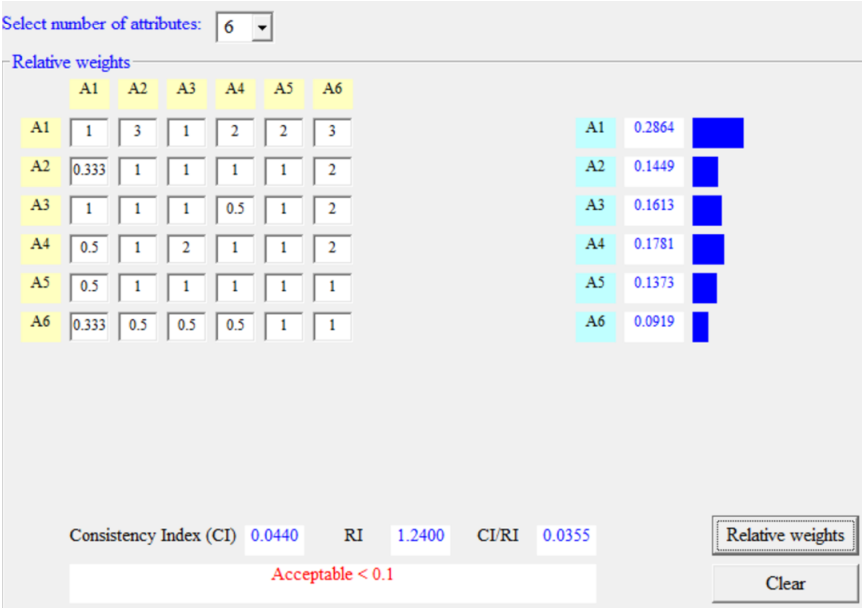 Select number of attributes: 6
Relative weights
A1 A2 A3 A4 A5 A6
A1 1 3 1 2 2 3 A1 0.2864
A2 0.333 1 1 1 1 2 A2 0.1449
A3 1 1 1 0.5 1 2 A3 0.1613
A4 0.5 1 2 1 1 2 A4 0.1781
A5 0.5 1 1 1 1 1 A5 0.1373
A6 0.333 0.5 0.5 0.5 1 1 A6 0.0919
Consistency Index (CI) 0.0440 RI 1.2400 CI/RI 0.0355 Relative weights
Acceptable < 0.1
Clear